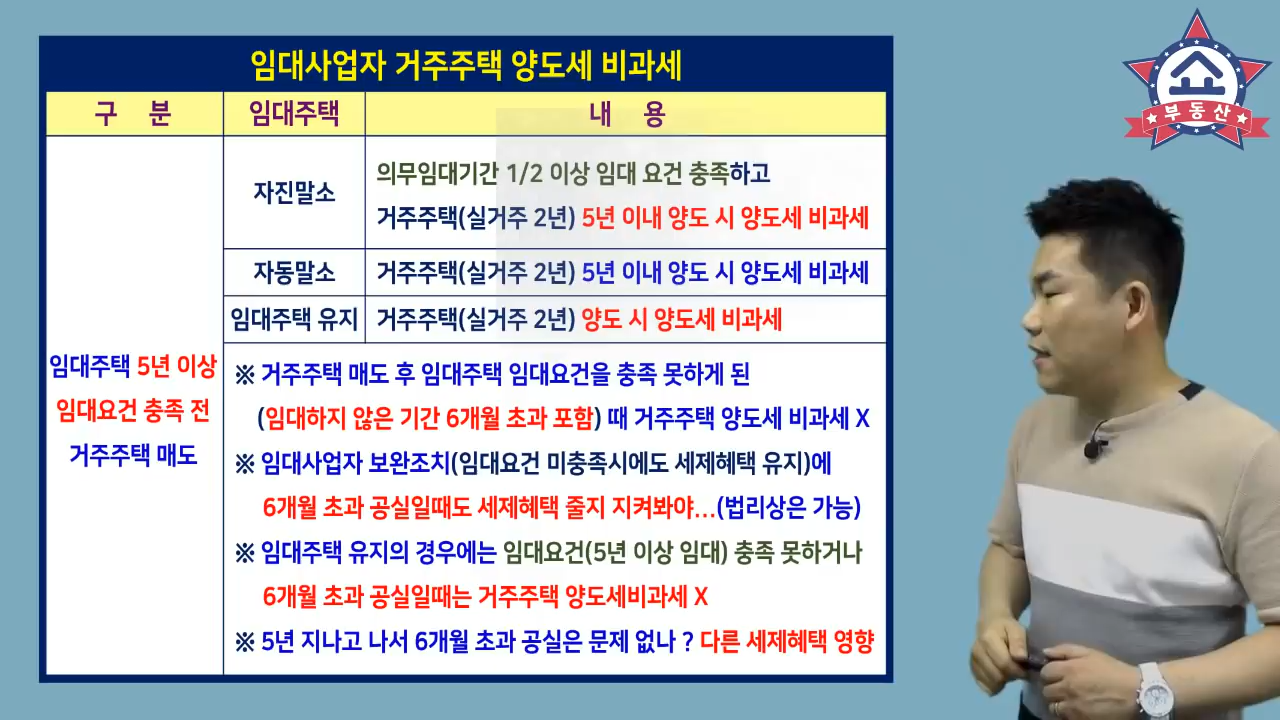 임대사업자 거주주택 양도세 비과세
구 분 임대주택 내 용
자진말소
의무임대기간 1/2 이상 임대 요건 충족하고
거주주택(실거주 2년) 5년 이내 양도 시 양도세 비과세
자동말소 거주주택(실거주 2년) 5년 이내 양도 시 양도세 비과세
임대주택 유지 거주주택(실거주 2년) 양도 시 양도세 비과세
임대주택 5년 이상
임대요건 충족 전
거주주택 매도
※ 거주주택 매도 후 임대주택 임대요건을 충족 못하게 된
(임대하지 않은 기간 6개월 초과 포함) 때 거주주택 양도세 비과세 X
※ 임대사업자 보완조치(임대요건 미충족시에도 세제혜택 유지)에
6개월 초과 공실일때도 세제혜택 줄지 지켜봐야...(법리상은 가능)
※ 임대주택 유지의 경우에는 임대요건(5년 이상 임대) 충족 못하거나
6개월 초과 공실일때는 거주주택 양도세비과세 X
※ 5년 지나고 나서 6개월 초과 공실은 문제 없나 ? 다른 세제혜택 영향
쇼
부동산